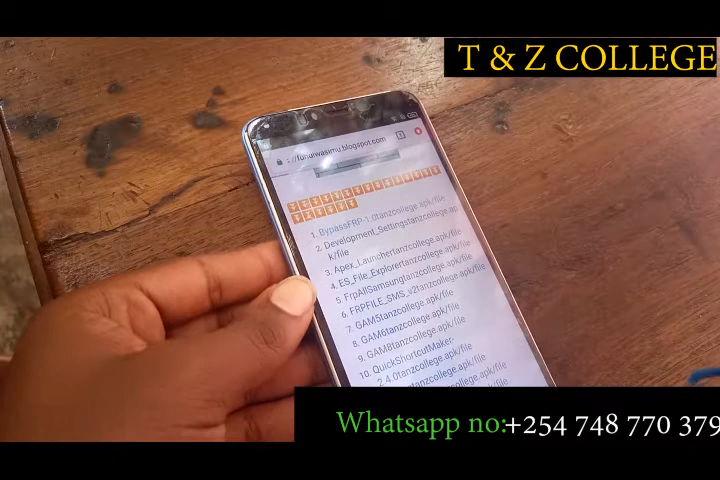 T & Z COLLEGE
://fundiwasimu.blogspot.com
1
1. BypassFRP-1.0tanzcollege.apk/file
2. Development_Settingstanzcollege.ap
k/file
3. Apex_Launchertanzcollege.apk/file
4. ES_File_Explorertanzcollege.apk/file
5. FrpAllSamsungtanzcollege.apk/file
6. FRPFILE_SMS_v2tanzcollege.apk/file
7. GAM5tanzcollege.apk/file
8. GAM6tanzcollege.apk/file
9. GAM8tanzcollege.apk/file
10. QuickShortcutMaker-
2.4.0tanzcollege.apk/file
Whatsapp no:+254 748 770 379